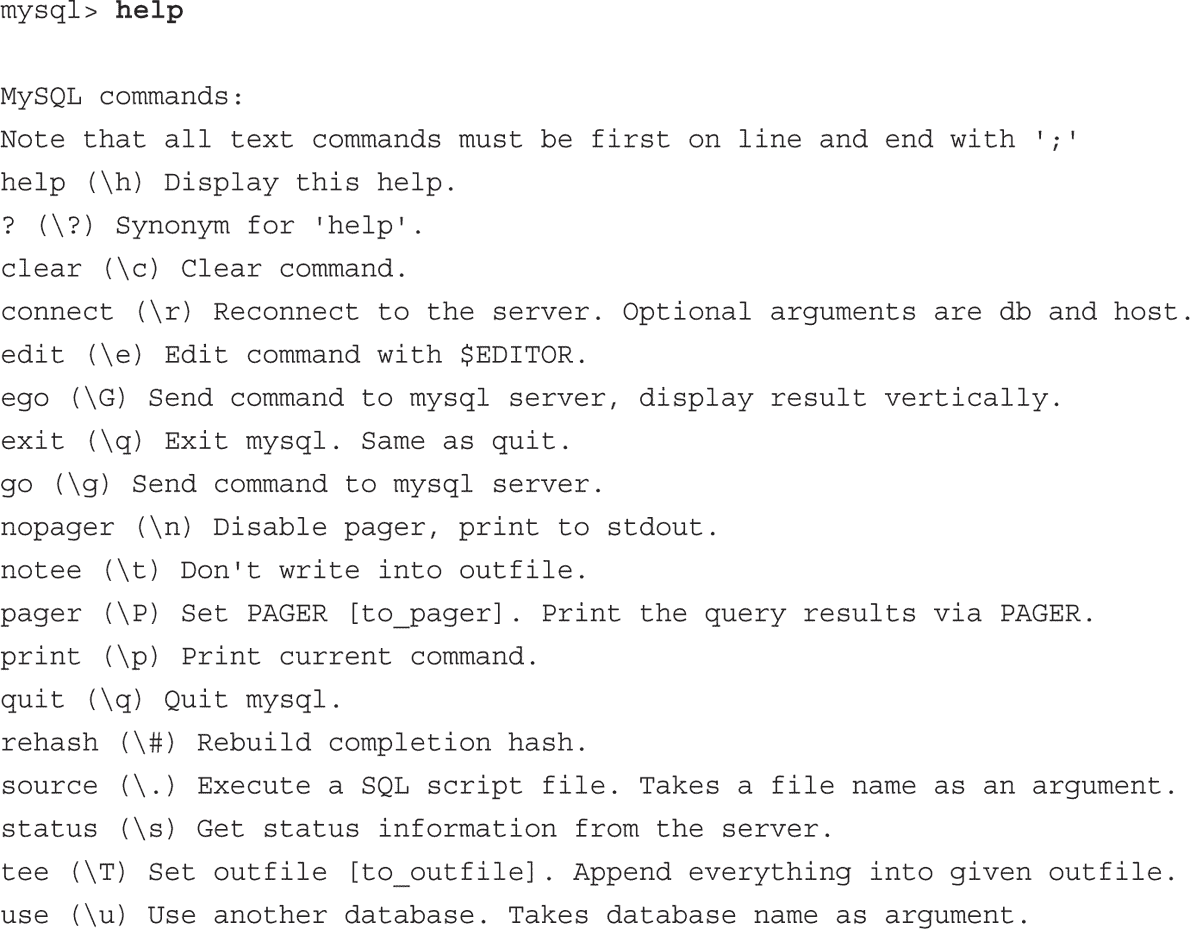 mysql> help
MySQL commands:
Note that all text commands must be first on line and end with ';'
help (\h) Display this help.
? (\?) Synonym for 'help'.
clear (\c) Clear command.
connect (\r) Reconnect to the server. Optional arguments are db and host.
edit (\e) Edit command with $EDITOR.
ego (\G) Send command to mysql server, display result vertically.
exit (\q) Exit mysql. Same as quit.
go (\g) Send command to mysql server.
nopager (\n) Disable pager, print to stdout.
notee (\t) Don't write into outfile.
pager (\P) Set PAGER [to_pager]. Print the query results via PAGER.
print (\p) Print current command.
quit (\q) Quit mysql.
rehash (\#) Rebuild completion hash.
source (\.) Execute a SQL script file. Takes a file name as an argument.
status (\s) Get status information from the server.
tee (\T) Set outfile [to_outfile]. Append everything into given outfile.
use (\u) Use another database. Takes database name as argument.